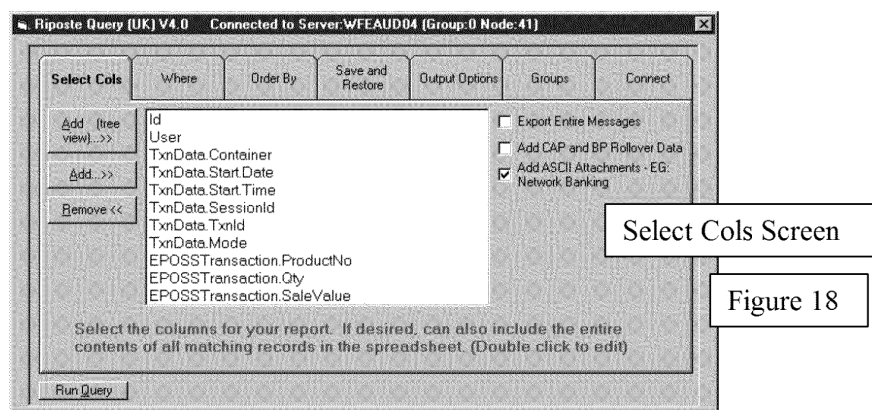 Riposte Query (UK) V4.0 Connected to Server:WFEAUD04 (Group:0 Node:41)
Select Cols
Where
Order By
Save and
Restore
Output Options
Groups
Connect
Add (tree
view)...>>
Add...>>
Remove <<
Id
User
TxnData.Container
TxnData.Start.Date
TxnData.Start.Time
TxnData.SessionId
TxnData.TxnId
TxnData.Mode
EPOSSTransaction.ProductNo
EPOSSTransaction.Qty
EPOSSTransaction.SaleValue
Export Entire Messages
Add CAP and BP Rollover Data
Add ASCII Attachments - EG:
Network Banking
Select the columns for your report. If desired, can also include the entire
contents of all matching records in the spreadsheet. (Double click to edit)
Run Query
Select Cols Screen
Figure 18